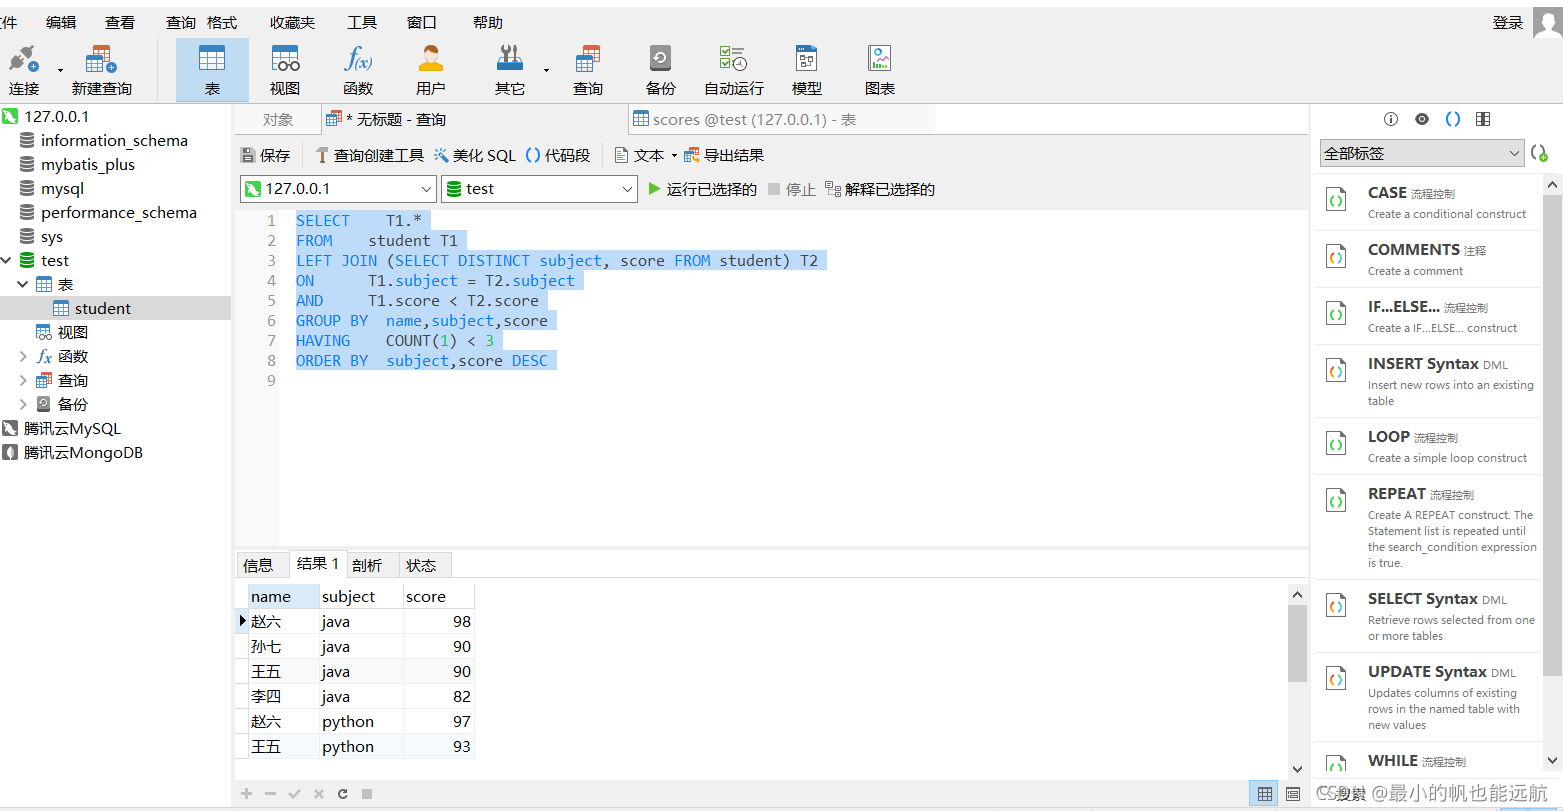 件 编辑 查看 查询 格式 收藏夹 工具 窗口 帮助 登录
连接 新建查询 表 视图 函数 用户 其它 查询 备份 自动运行 模型 图表
127.0.0.1
information_schema
mybatis_plus
mysql
performance_schema
sys
test
表
student
视图
函数
查询
备份
腾讯云MySQL
腾讯云MongoDB
对象 * 无标题 - 查询 scores @test (127.0.0.1) - 表
保存 查询创建工具 美化 SQL () 代码段 文本 导出结果
127.0.0.1 test 运行已选择的 停止 解释已选择的
1 SELECT T1.*
2 FROM student T1
3 LEFT JOIN (SELECT DISTINCT subject, score FROM student) T2
4 ON T1.subject = T2.subject
5 AND T1.score < T2.score
6 GROUP BY name,subject,score
7 HAVING COUNT(1) < 3
8 ORDER BY subject,score DESC
9
信息 结果 1 剖析 状态
name subject score
赵六 java 98
孙七 java 90
王五 java 90
李四 java 82
赵六 python 97
王五 python 93
全部标签
CASE 流程控制
Create a conditional construct
COMMENTS 注释
Create a comment
IF...ELSE... 流程控制
Create a IF...ELSE... construct
INSERT Syntax DML
Insert new rows into an existing
table
LOOP 流程控制
Create a simple loop construct
REPEAT 流程控制
Create A REPEAT construct. The
Statement list is repeated until
the search_condition expression
is true.
SELECT Syntax DML
Retrieve rows selected from one
or more tables
UPDATE Syntax DML
Updates columns of existing
rows in the named table with
new values
WHILE 流程控制
搜索
CSDN @最小的帆也能远航